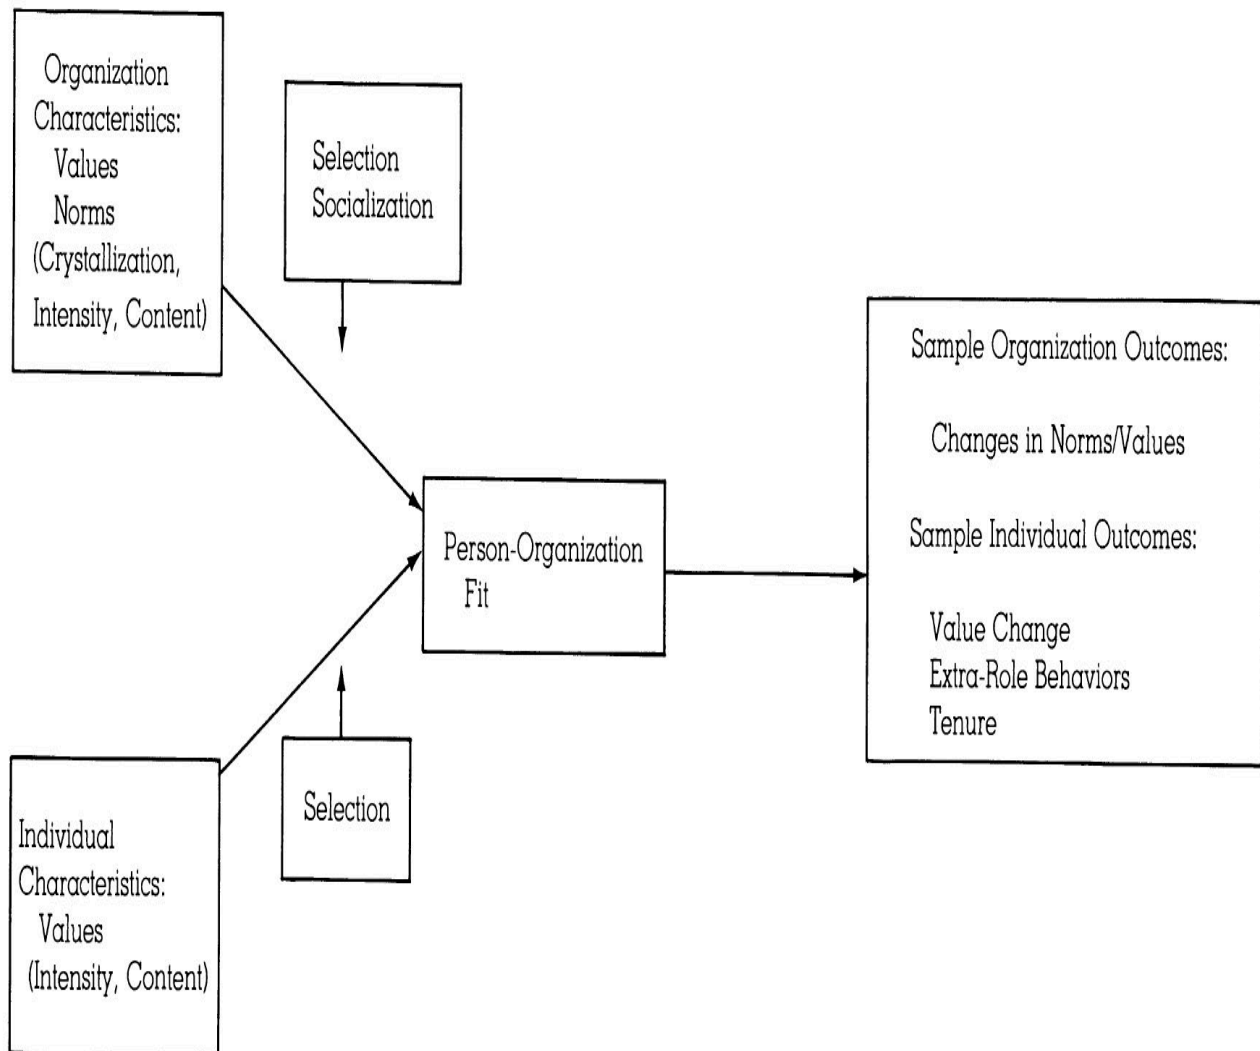 Organization
Characteristics:
Values
Norms
(Crystallization,
Intensity, Content)
Selection
Socialization
Person-Organization
Fit
Sample Organization Outcomes:
Changes in Norms/Values
Sample Individual Outcomes:
Value Change
Extra-Role Behaviors
Tenure
Selection
Individual
Characteristics:
Values
(Intensity, Content)